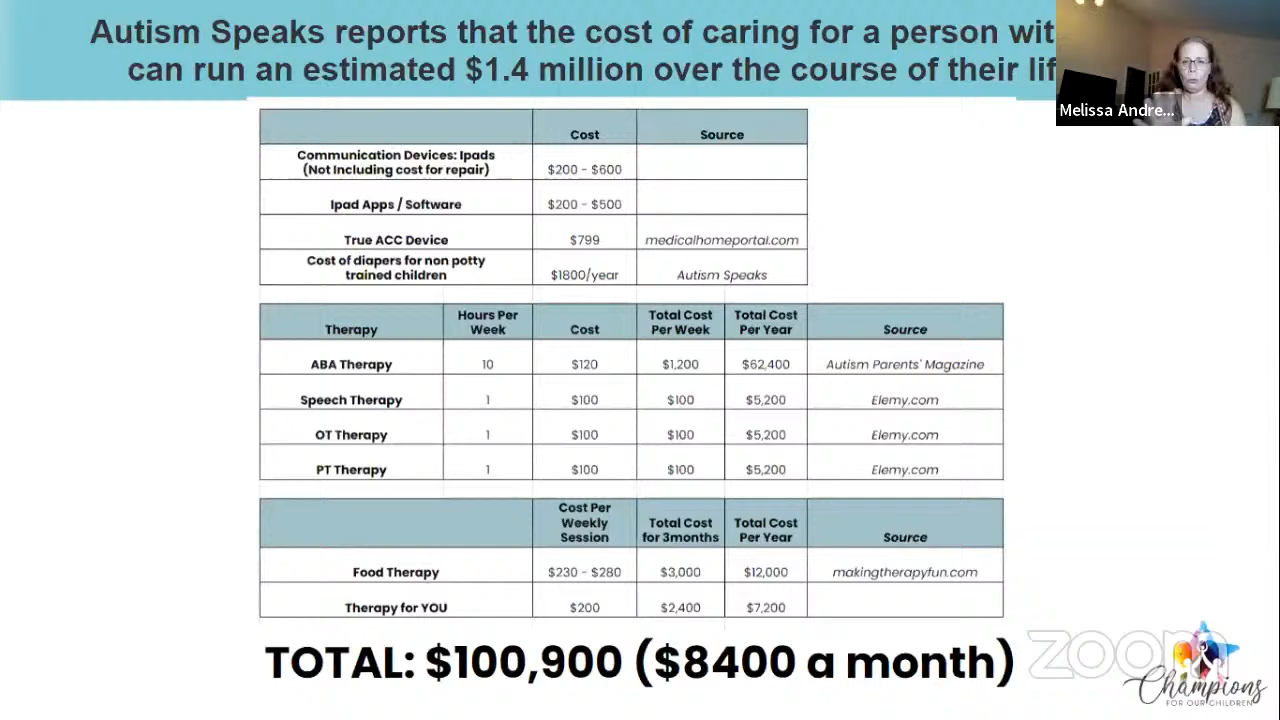 Autism Speaks reports that the cost of caring for a person
can run an estimated $1.4 million over the course of their
Melissa Andre...
Cost Source
Communication Devices: Ipads
(Not Including cost for repair) $200 - $600
Ipad Apps / Software $200 - $500
True ACC Device $799 medicalhomeportal.com
Cost of diapers for non potty
trained children $1800/year Autism Speaks
Therapy Hours Per Week Cost Total Cost Per Week Total Cost Per Year Source
ABA Therapy 10 $120 $1,200 $62,400 Autism Parents' Magazine
Speech Therapy 1 $100 $100 $5,200 Elemy.com
OT Therapy 1 $100 $100 $5,200 Elemy.com
PT Therapy 1 $100 $100 $5,200 Elemy.com
Cost Per Weekly Session Total Cost for 3months Total Cost Per Year Source
Food Therapy $230 - $280 $3,000 $12,000 makingtherapyfun.com
Therapy for YOU $200 $2,400 $7,200
TOTAL: $100,900 ($8400 a month)
zoom
Champions
FOR OUR CHILDREN